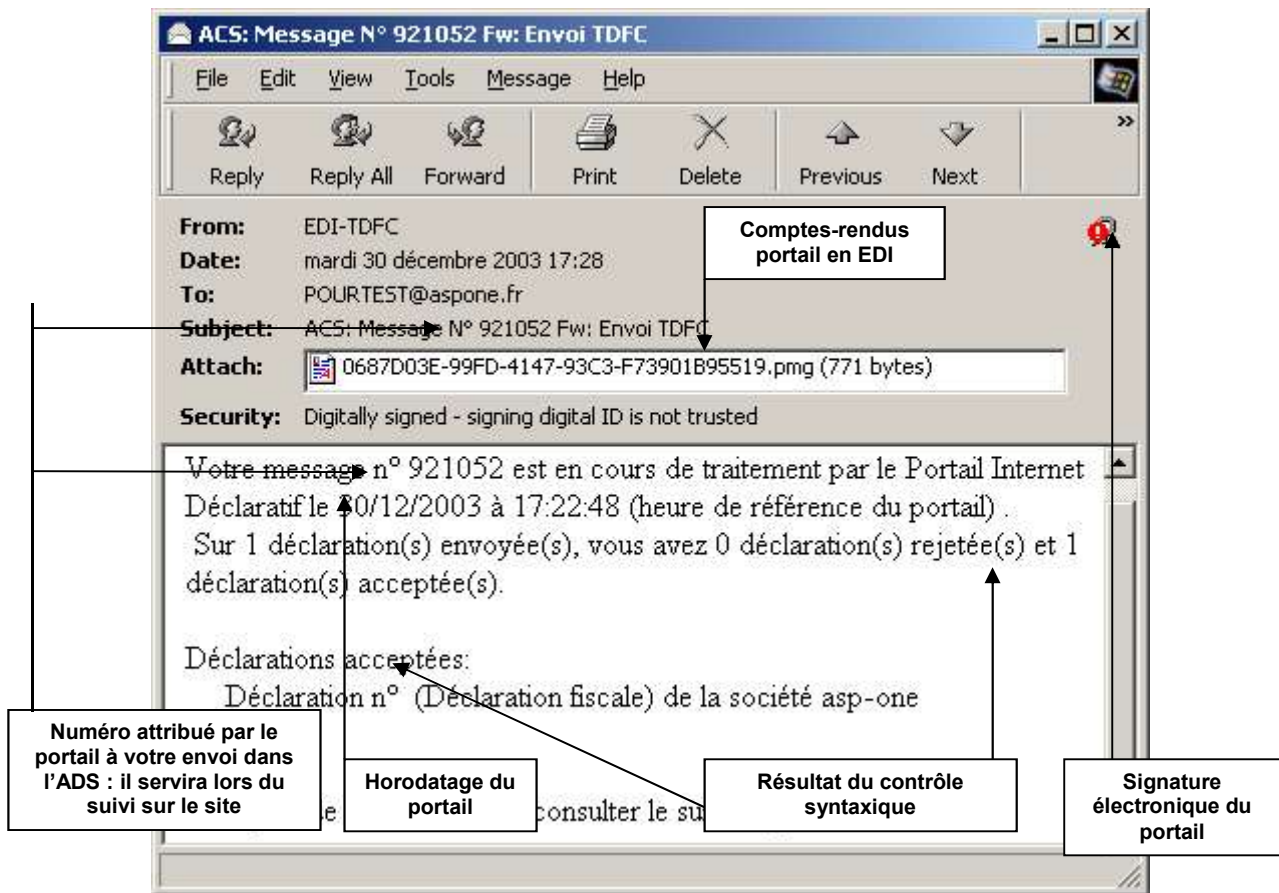 ACS: Message N° 921052 Fw: Envoi TDFC
File Edit View Tools Message Help
Reply Reply All Forward Print Delete Previous Next »
From: EDI-TDFC
Date: mardi 30 décembre 2003 17:28
To: POURTEST@aspone.fr
Subject: ACS: Message N° 921052 Fw: Envoi TDFC
Attach: 0687D03E-99FD-4147-93C3-F73901B95519.pmg (771 bytes)
Security: Digitally signed - signing digital ID is not trusted
Comptes-rendus
portail en EDI
Votre message n° 921052 est en cours de traitement par le Portail Internet
Déclaratif le 30/12/2003 à 17:22:48 (heure de référence du portail) .
Sur 1 déclaration(s) envoyée(s), vous avez 0 déclaration(s) rejetée(s) et 1
déclaration(s) acceptée(s).
Déclarations acceptées:
Déclaration n° (Déclaration fiscale) de la société asp-one
consulter le
Numéro attribué par le
portail à votre envoi dans
l'ADS : il servira lors du
suivi sur le site
Horodatage du
portail
Résultat du contrôle
syntaxique
Signature
électronique du
portail